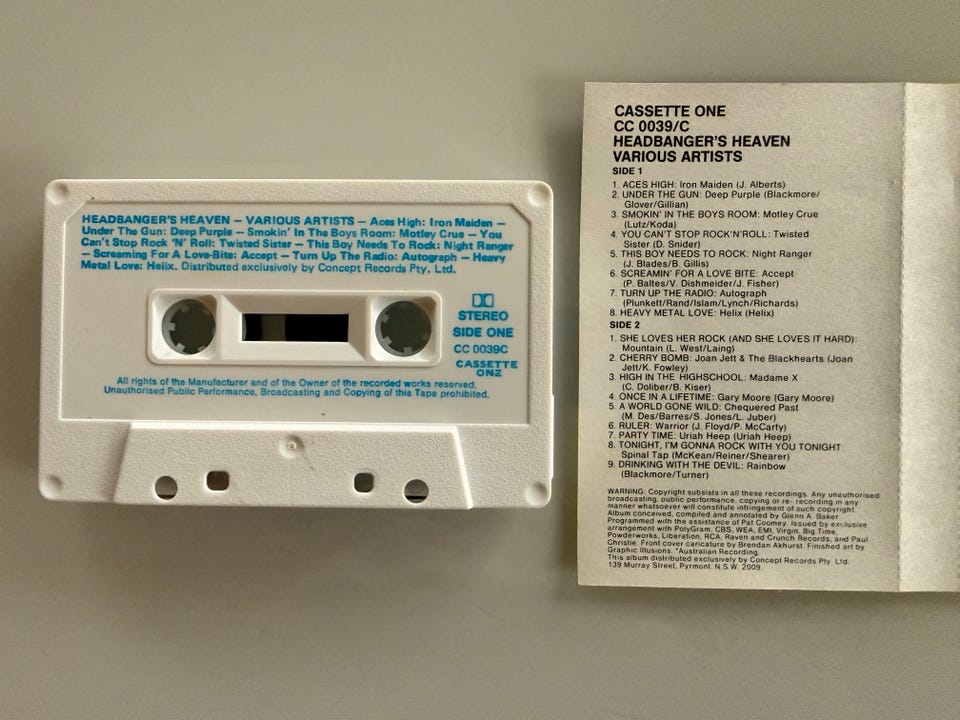 HEADBANGER'S HEAVEN — VARIOUS ARTISTS — Aces High: Iron Maiden —
Under The Gun: Deep Purple — Smokin' In The Boys Room: Motley Crue — You
Can't Stop Rock 'N' Roll: Twisted Sister — This Boy Needs To Rock: Night Ranger
— Screaming For A Love-Bite: Accept — Turn Up The Radio: Autograph — Heavy
Metal Love: Helix. Distributed exclusively by Concept Records Pty. Ltd.
STEREO
SIDE ONE
CC 0039C
CASSETTE
ONE
All rights of the Manufacturer and of the Owner of the recorded works reserved.
Unauthorised Public Performance, Broadcasting and Copying of this Tape prohibited.
CASSETTE ONE
CC 0039/C
HEADBANGER'S HEAVEN
VARIOUS ARTISTS
SIDE 1
1. ACES HIGH: Iron Maiden (J. Alberts)
2. UNDER THE GUN: Deep Purple (Blackmore/
Glover/Gillian)
3. SMOKIN' IN THE BOYS ROOM: Motley Crue
(Lutz/Koda)
4. YOU CAN'T STOP ROCK'N'ROLL: Twisted
Sister (D. Snider)
5. THIS BOY NEEDS TO ROCK: Night Ranger
(J. Blades/B. Gillis)
6. SCREAMIN' FOR A LOVE BITE: Accept
(P. Baltes/V. Dishmeider/J. Fisher)
7. TURN UP THE RADIO: Autograph
(Plunkett/Rand/Islam/Lynch/Richards)
8. HEAVY METAL LOVE: Helix (Helix)
SIDE 2
1. SHE LOVES HER ROCK (AND SHE LOVES IT HARD):
Mountain (L. West/Laing)
2. CHERRY BOMB: Joan Jett & The Blackhearts (Joan
Jett/K. Fowley)
3. HIGH IN THE HIGHSCHOOL: Madame X
(C. Doliber/B. Kiser)
4. ONCE IN A LIFETIME: Gary Moore (Gary Moore)
5. A WORLD GONE WILD: Chequered Past
(M. Des/Barres/S. Jones/L. Juber)
6. RULER: Warrior (J. Floyd/P. McCarty)
7. PARTY TIME: Uriah Heep (Uriah Heep)
8. TONIGHT, I'M GONNA ROCK WITH YOU TONIGHT:
Spinal Tap (McKean/Reiner/Shearer)
9. DRINKING WITH THE DEVIL: Rainbow
(Blackmore/Turner)
WARNING: Copyright subsists in all these recordings. Any unauthorised
broadcasting, public performance, copying or re- recording in any
manner whatsoever will constitute infringement of such copyright.
Album conceived, compiled and annotated by Glenn A. Baker
Programmed with the assistance of Pat Coomey. Issued by exclusive
arrangement with PolyGram, CBS, WEA, EMI, Virgin, Big Time,
Powderworks, Liberation, RCA, Raven and Crunch Records, and Paul
Christie. Front cover caricature by Brendan Akhurst. Finished art by
Graphic Illusions. *Australian Recording.
This album distributed exclusively by Concept Records Pty. Ltd.
139 Murray Street, Pyrmont. N.S.W. 2009.